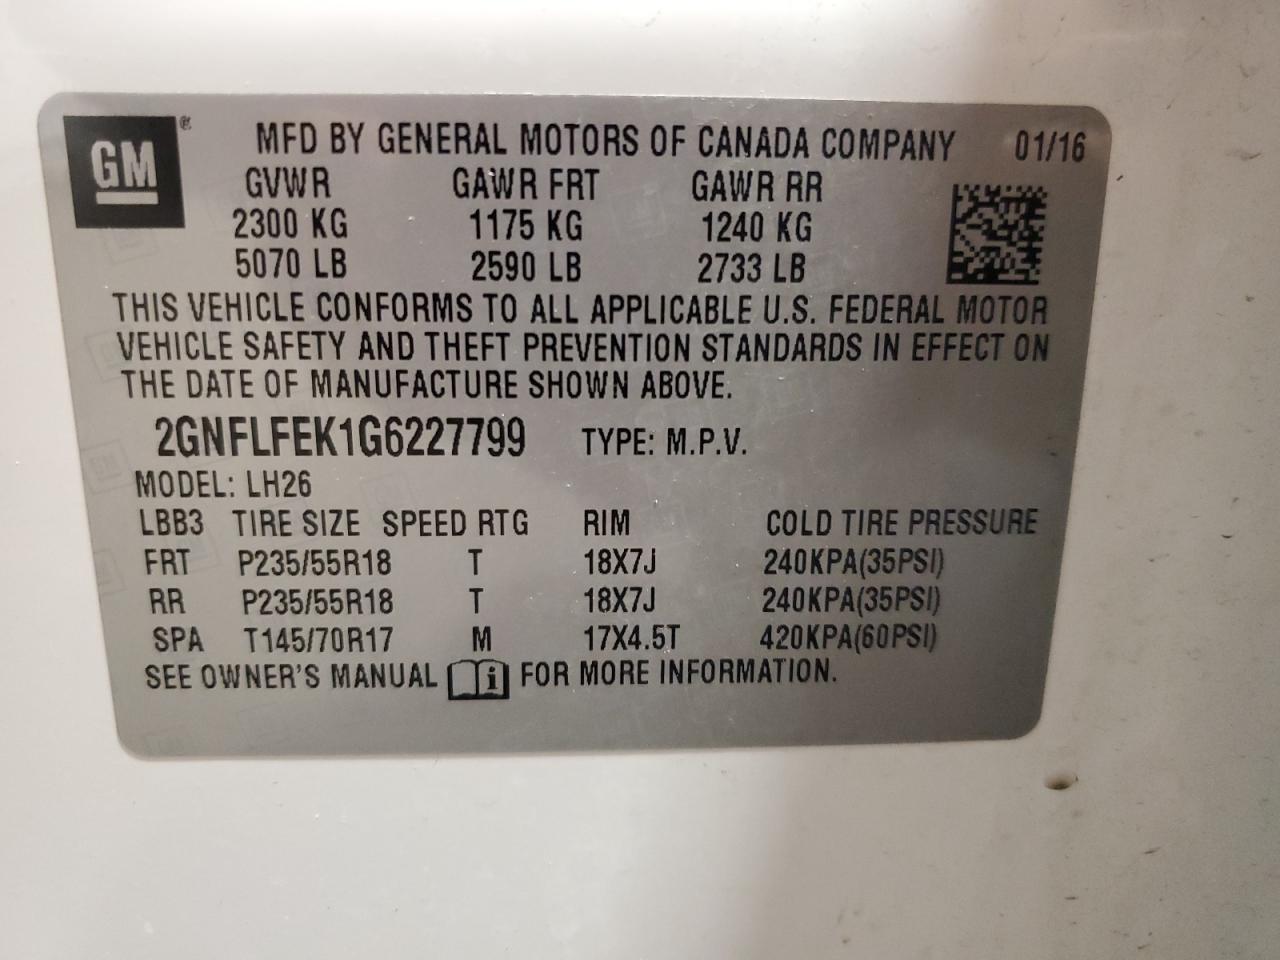 GM ®
MFD BY GENERAL MOTORS OF CANADA COMPANY 01/16
GVWR GAWR FRT GAWR RR
2300 KG 1175 KG 1240 KG
5070 LB 2590 LB 2733 LB
THIS VEHICLE CONFORMS TO ALL APPLICABLE U.S. FEDERAL MOTOR
VEHICLE SAFETY AND THEFT PREVENTION STANDARDS IN EFFECT ON
THE DATE OF MANUFACTURE SHOWN ABOVE.
2GNFLFEK1G6227799 TYPE: M.P.V.
MODEL: LH26
LBB3 TIRE SIZE SPEED RTG RIM COLD TIRE PRESSURE
FRT P235/55R18 T 18X7J 240KPA(35PSI)
RR P235/55R18 T 18X7J 240KPA(35PSI)
SPA T145/70R17 M 17X4.5T 420KPA(60PSI)
SEE OWNER'S MANUAL i FOR MORE INFORMATION.